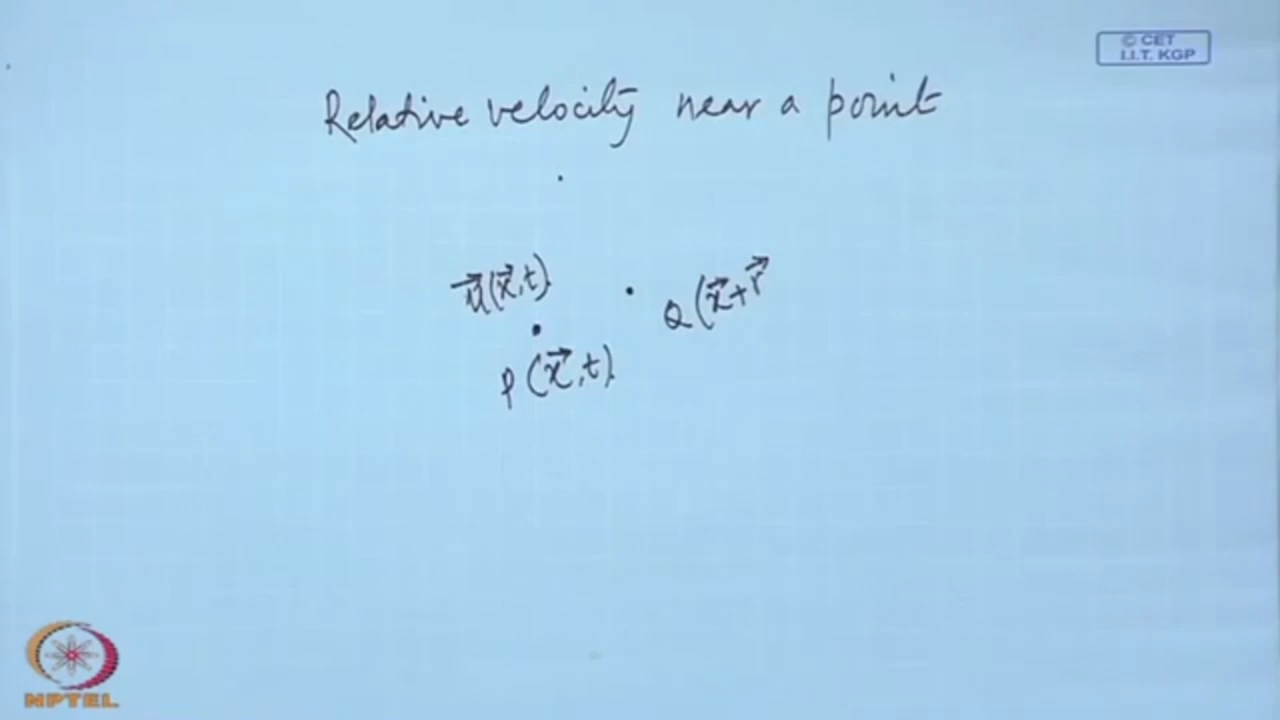 © CET
I.I.T. KGP
Relative velocity near a point
u⃗(x⃗,t)
Q(x⃗+r⃗
P(x⃗,t)
NPTEL